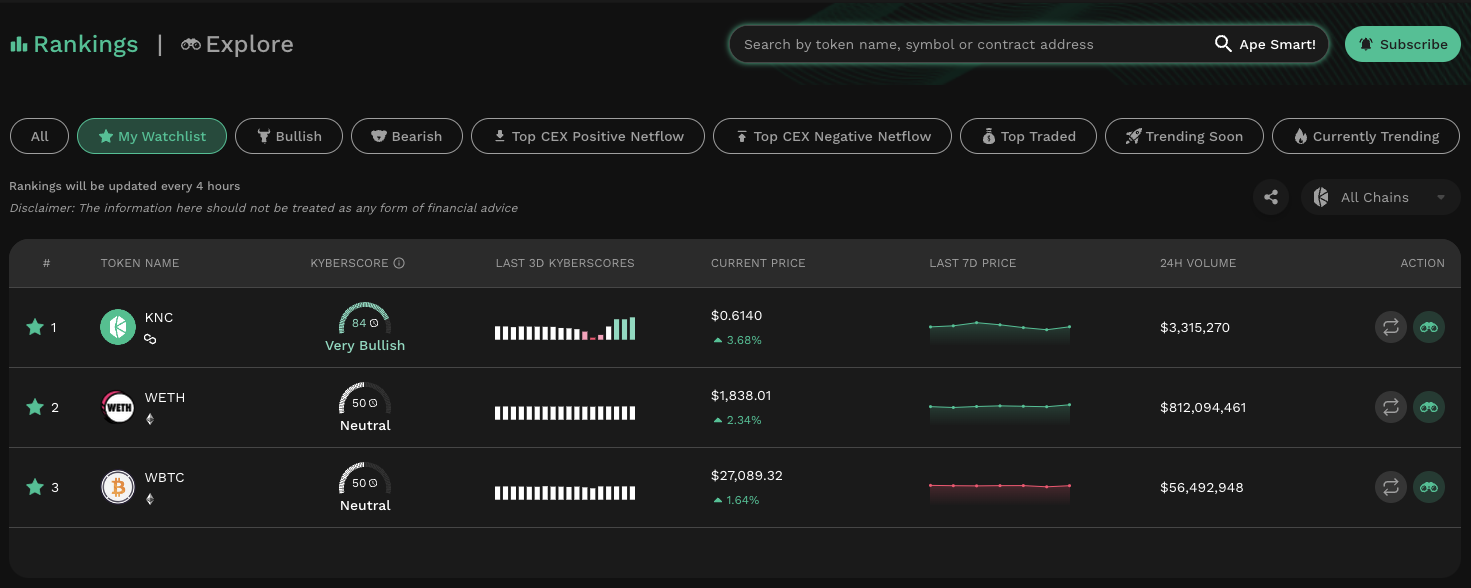 Rankings | Explore
Search by token name, symbol or contract address Ape Smart! Subscribe
All My Watchlist Bullish Bearish Top CEX Positive Netflow Top CEX Negative Netflow Top Traded Trending Soon Currently Trending
Rankings will be updated every 4 hours
Disclaimer: The information here should not be treated as any form of financial advice
All Chains
# TOKEN NAME KYBERSCORE LAST 3D KYBERSCORES CURRENT PRICE LAST 7D PRICE 24H VOLUME ACTION
1 KNC 84 Very Bullish $0.6140 3.68% $3,315,270
2 WETH WETH 50 Neutral $1,838.01 2.34% $812,094,461
3 WBTC 50 Neutral $27,089.32 1.64% $56,492,948